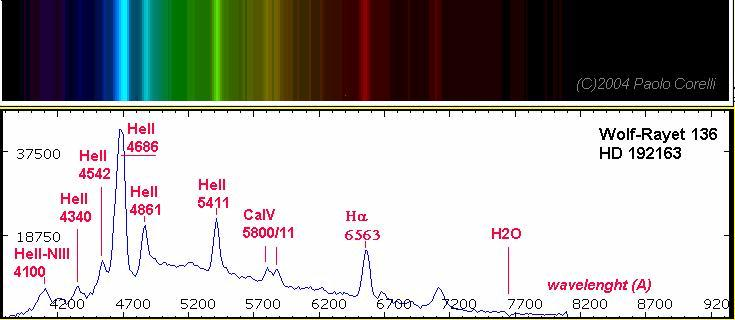 (C)2004 Paolo Corelli
Wolf-Rayet 136
HD 192163
37500
18750
HeII
4686
HeII
4542
HeII
4340
HeII
4861
HeII
5411
CaIV
5800/11
Hα
6563
H2O
HeII-NIII
4100
wavelenght (A)
4200 4700 5200 5700 6200 6700 7200 7700 8200 8700 920